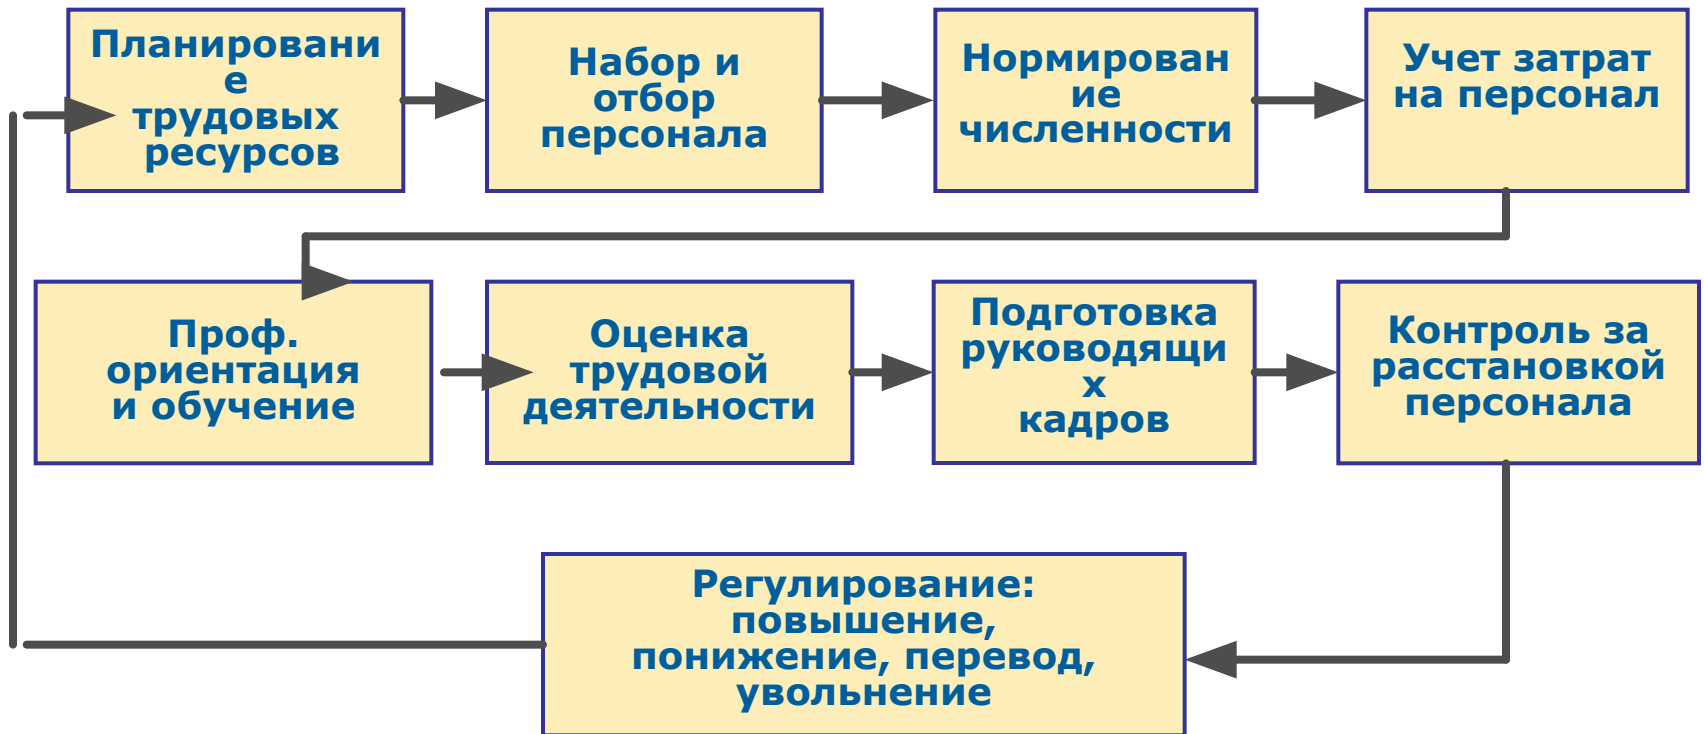 Планировани
е
трудовых
ресурсов
Набор и
отбор
персонала
Нормирован
ие
численности
Учет затрат
на персонал
Проф.
ориентация
и обучение
Оценка
трудовой
деятельности
Подготовка
руководящи
х
кадров
Контроль за
расстановкой
персонала
Регулирование:
повышение,
понижение, перевод,
увольнение